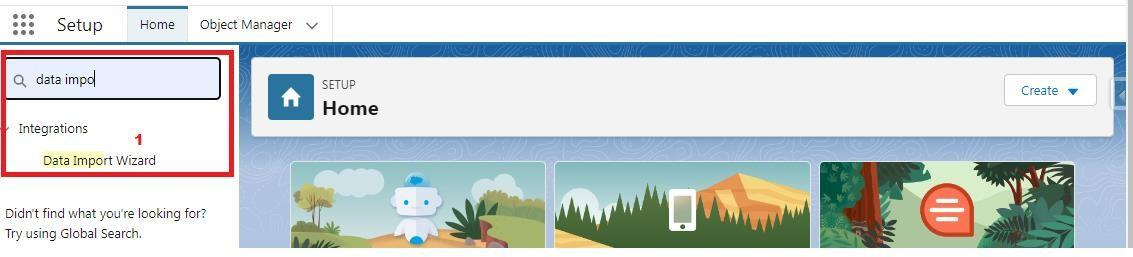 Setup
Home
Object Manager
data impo
Integrations
1
Data Import Wizard
Didn't find what you're looking for?
Try using Global Search.
SETUP
Home
Create